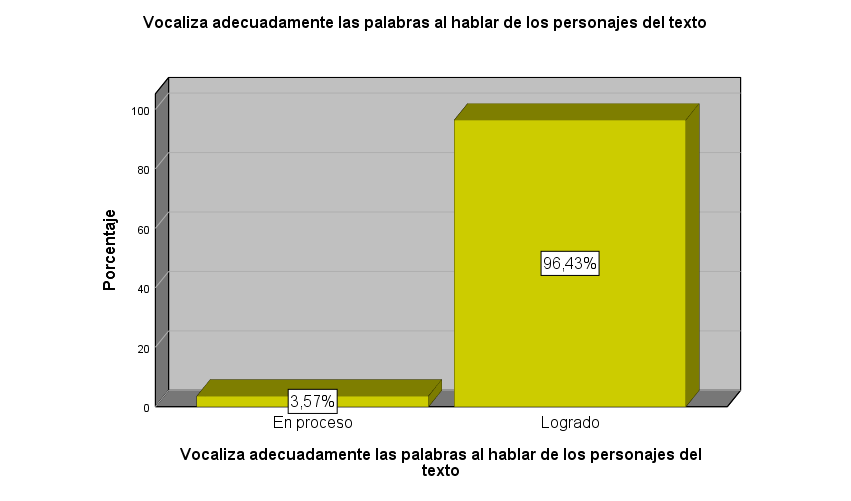 Vocaliza adecuadamente las palabras al hablar de los personajes del texto
100
80
60
40
20
0
Porcentaje
96,43%
3,57%
En proceso
Logrado
Vocaliza adecuadamente las palabras al hablar de los personajes del
texto